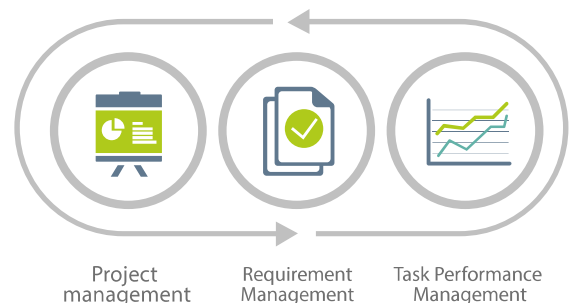 Project
management
Requirement
Management
Task Performance
Management